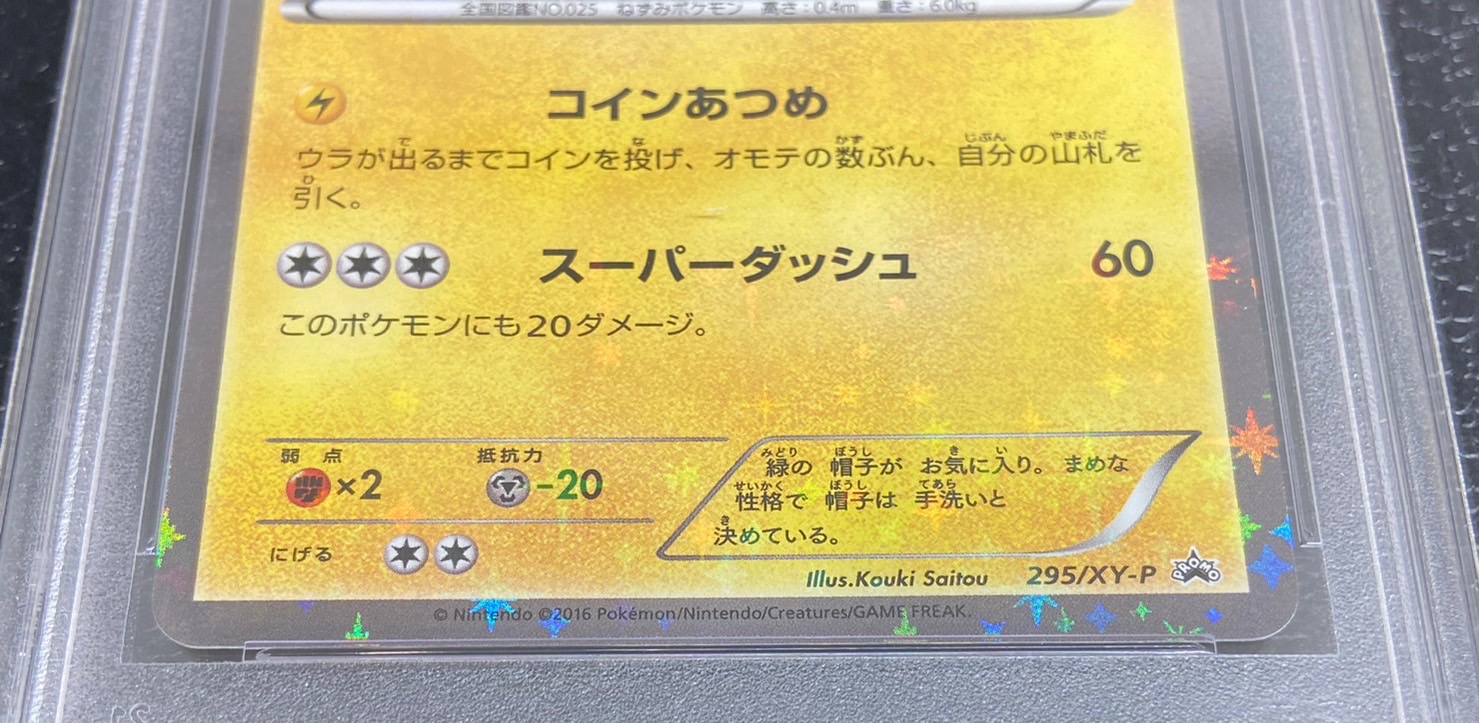 全国図鑑NO.025 ねずみポケモン 高さ:0.4m 重さ:6.0kg
コインあつめ
ウラが出るまでコインを投げ、オモテの数ぶん、自分の山札を
引く。
スーパーダッシュ 60
このポケモンにも20ダメージ。
弱点 抵抗力
×2 -20
にげる
緑の 帽子が お気に入り。 まめな
性格で 帽子は 手洗いと
決めている。
Illus.Kouki Saitou 295/XY-P PROMO
© Nintendo ©2016 Pokémon/Nintendo/Creatures/GAME FREAK.